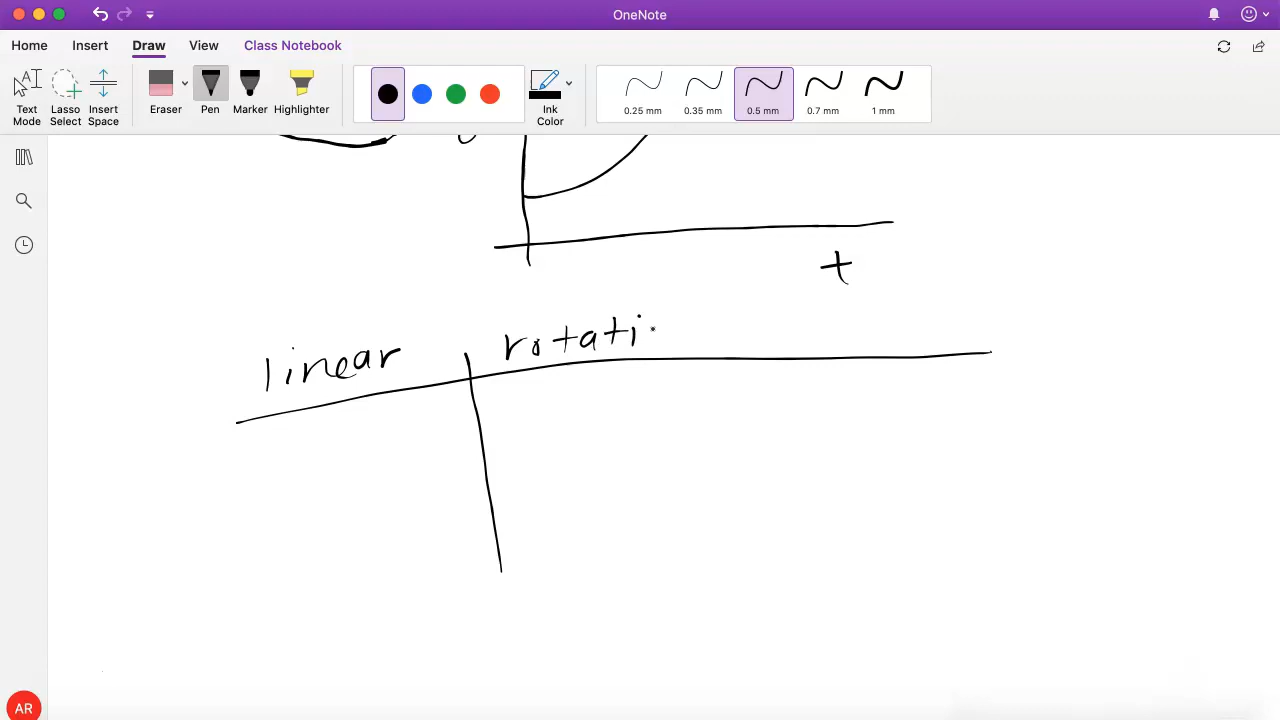 OneNote
Home Insert Draw View Class Notebook
Text Mode
Lasso Select
Insert Space
Eraser
Pen
Marker
Highlighter
Ink Color
0.25 mm
0.35 mm
0.5 mm
0.7 mm
1 mm
t
linear rotati
AR